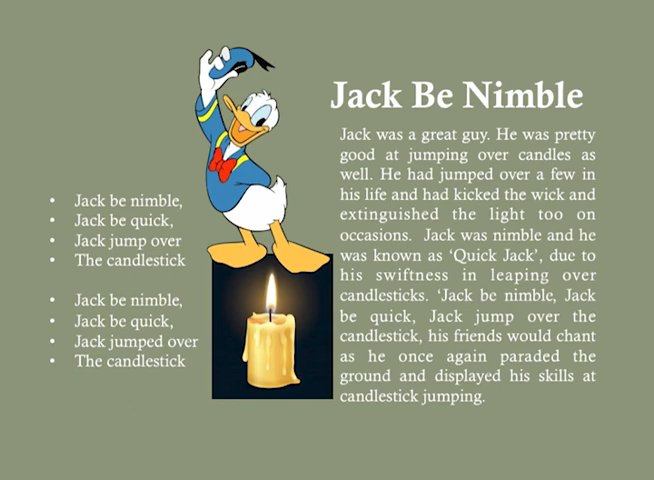 Jack Be Nimble
• Jack be nimble,
• Jack be quick,
• Jack jump over
• The candlestick
• Jack be nimble,
• Jack be quick,
• Jack jumped over
• The candlestick
Jack was a great guy. He was pretty
good at jumping over candles as
well. He had jumped over a few in
his life and had kicked the wick and
extinguished the light too on
occasions. Jack was nimble and he
was known as ‘Quick Jack’, due to
his swiftness in leaping over
candlesticks. ‘Jack be nimble, Jack
be quick, Jack jump over the
candlestick, his friends would chant
as he once again paraded the
ground and displayed his skills at
candlestick jumping.